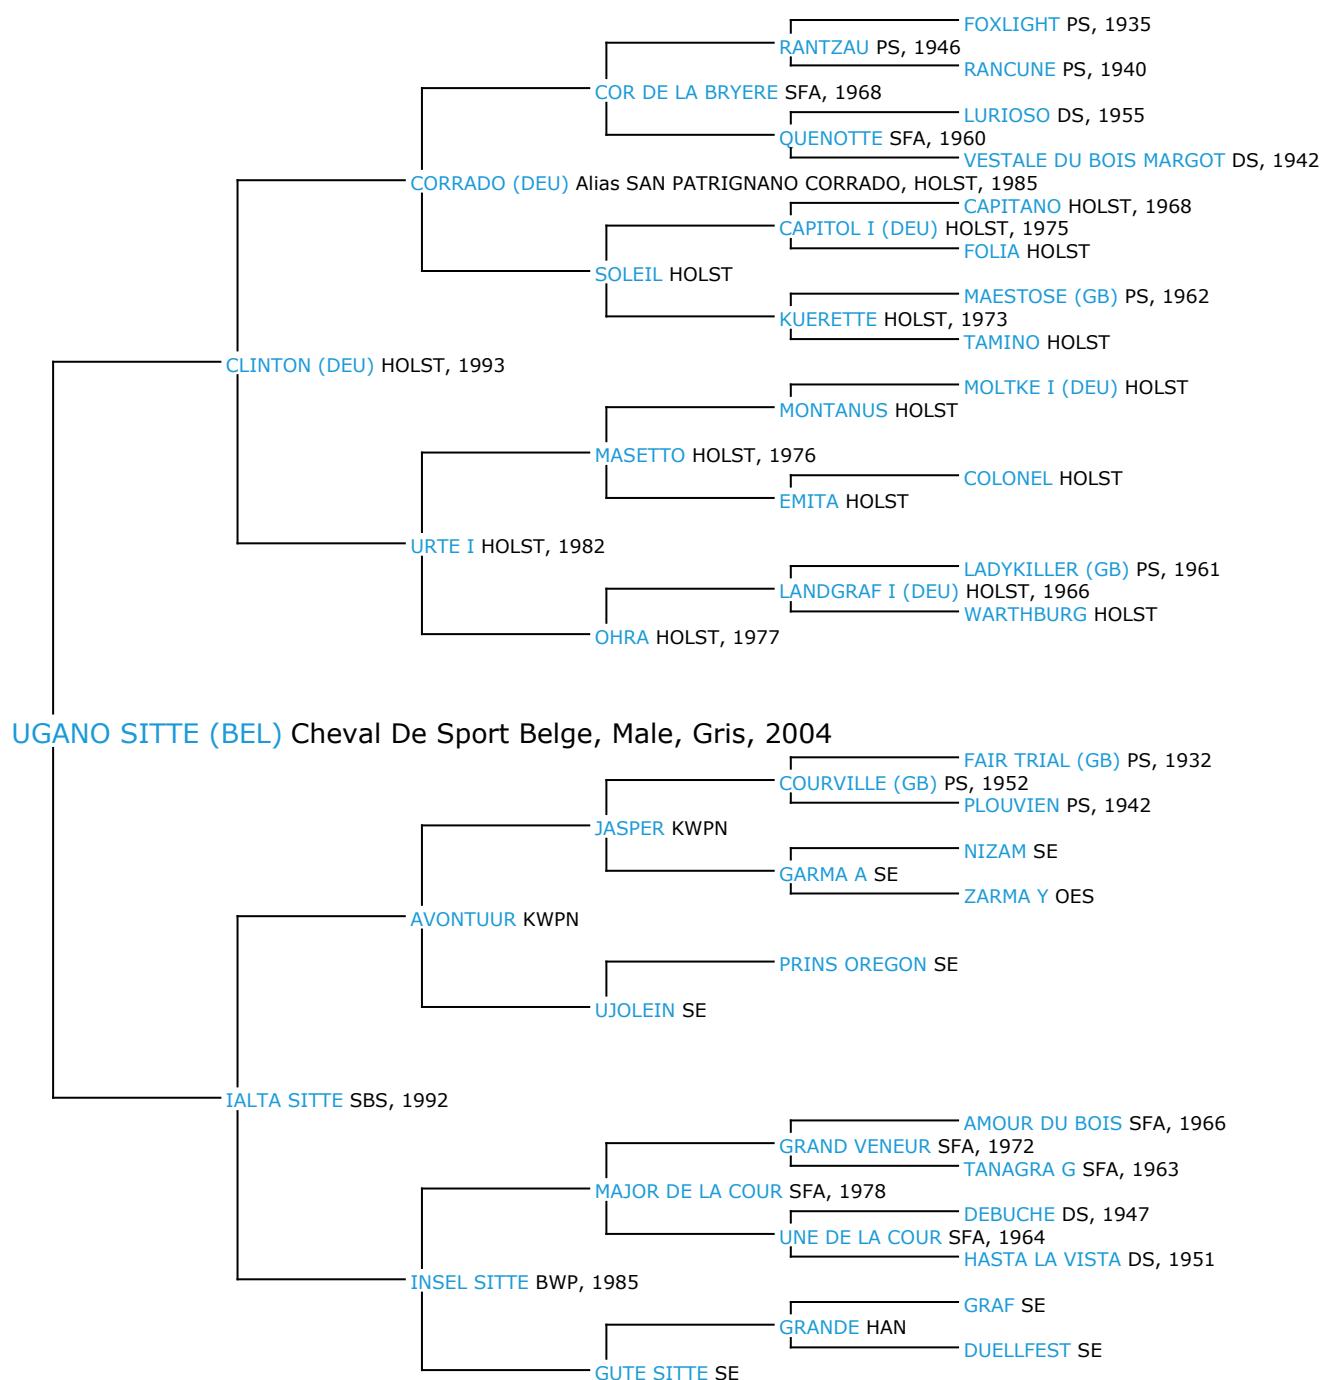 FOXLIGHT PS, 1935
RANTZAU PS, 1946
RANCUNE PS, 1940
COR DE LA BRYERE SFA, 1968
LURIOSO DS, 1955
QUENOTTE SFA, 1960
VESTALE DU BOIS MARGOT DS, 1942
CORRADO (DEU) Alias SAN PATRIGNANO CORRADO, HOLST, 1985
CAPITANO HOLST, 1968
CAPITOL I (DEU) HOLST, 1975
FOLIA HOLST
SOLEIL HOLST
MAESTOSE (GB) PS, 1962
KUERETTE HOLST, 1973
TAMINO HOLST
CLINTON (DEU) HOLST, 1993
MOLTKE I (DEU) HOLST
MONTANUS HOLST
MASETTO HOLST, 1976
COLONEL HOLST
EMITA HOLST
URTE I HOLST, 1982
LADYKILLER (GB) PS, 1961
LANDGRAF I (DEU) HOLST, 1966
WARTHBURG HOLST
OHRA HOLST, 1977
UGANO SITTE (BEL) Cheval De Sport Belge, Male, Gris, 2004
FAIR TRIAL (GB) PS, 1932
COURVILLE (GB) PS, 1952
PLOUVIEN PS, 1942
JASPER KWPN
NIZAM SE
GARMA A SE
ZARMA Y OES
AVONTUUR KWPN
PRINS OREGON SE
UJOLEIN SE
IALTA SITTE SBS, 1992
AMOUR DU BOIS SFA, 1966
GRAND VENEUR SFA, 1972
TANAGRA G SFA, 1963
MAJOR DE LA COUR SFA, 1978
DEBUCHE DS, 1947
UNE DE LA COUR SFA, 1964
HASTA LA VISTA DS, 1951
INSEL SITTE BWP, 1985
GRAF SE
GRANDE HAN
DUELLFEST SE
GUTE SITTE SE